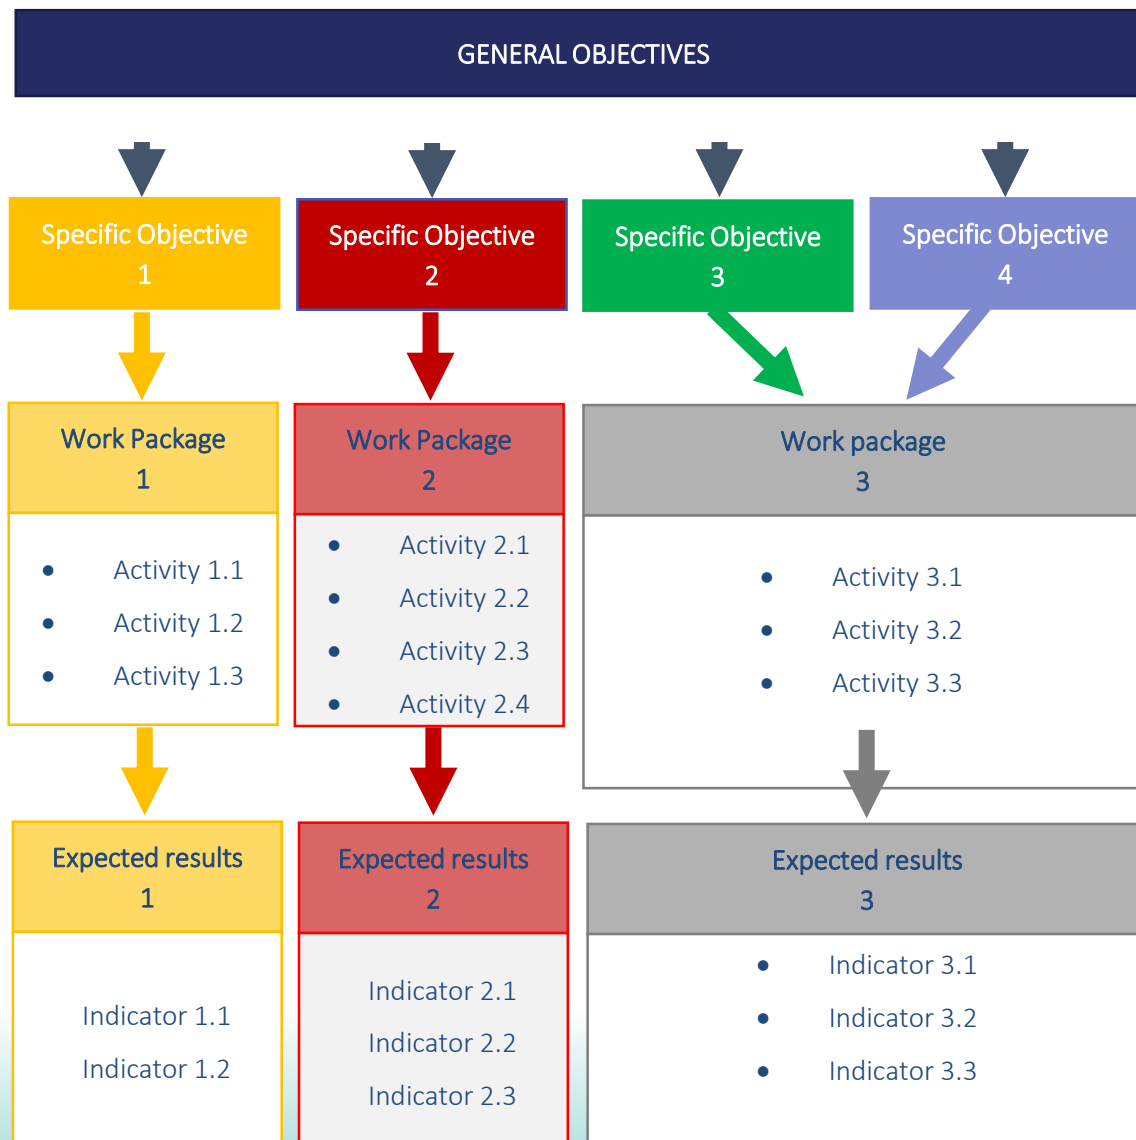 GENERAL OBJECTIVES
Specific Objective
1
Specific Objective
2
Specific Objective
3
Specific Objective
4
Work Package
1
Work Package
2
Work package
3
• Activity 1.1
• Activity 1.2
• Activity 1.3
• Activity 2.1
• Activity 2.2
• Activity 2.3
• Activity 2.4
• Activity 3.1
• Activity 3.2
• Activity 3.3
Expected results
1
Expected results
2
Expected results
3
Indicator 1.1
Indicator 1.2
Indicator 2.1
Indicator 2.2
Indicator 2.3
• Indicator 3.1
• Indicator 3.2
• Indicator 3.3